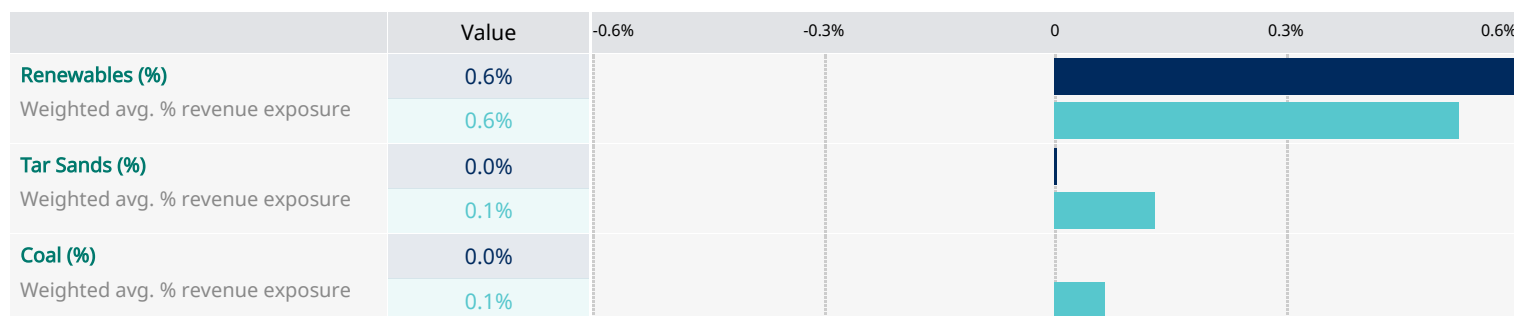 Value -0.6% -0.3% 0 0.3% 0.6%
Renewables (%) 0.6%
Weighted avg. % revenue exposure 0.6%
Tar Sands (%) 0.0%
Weighted avg. % revenue exposure 0.1%
Coal (%) 0.0%
Weighted avg. % revenue exposure 0.1%